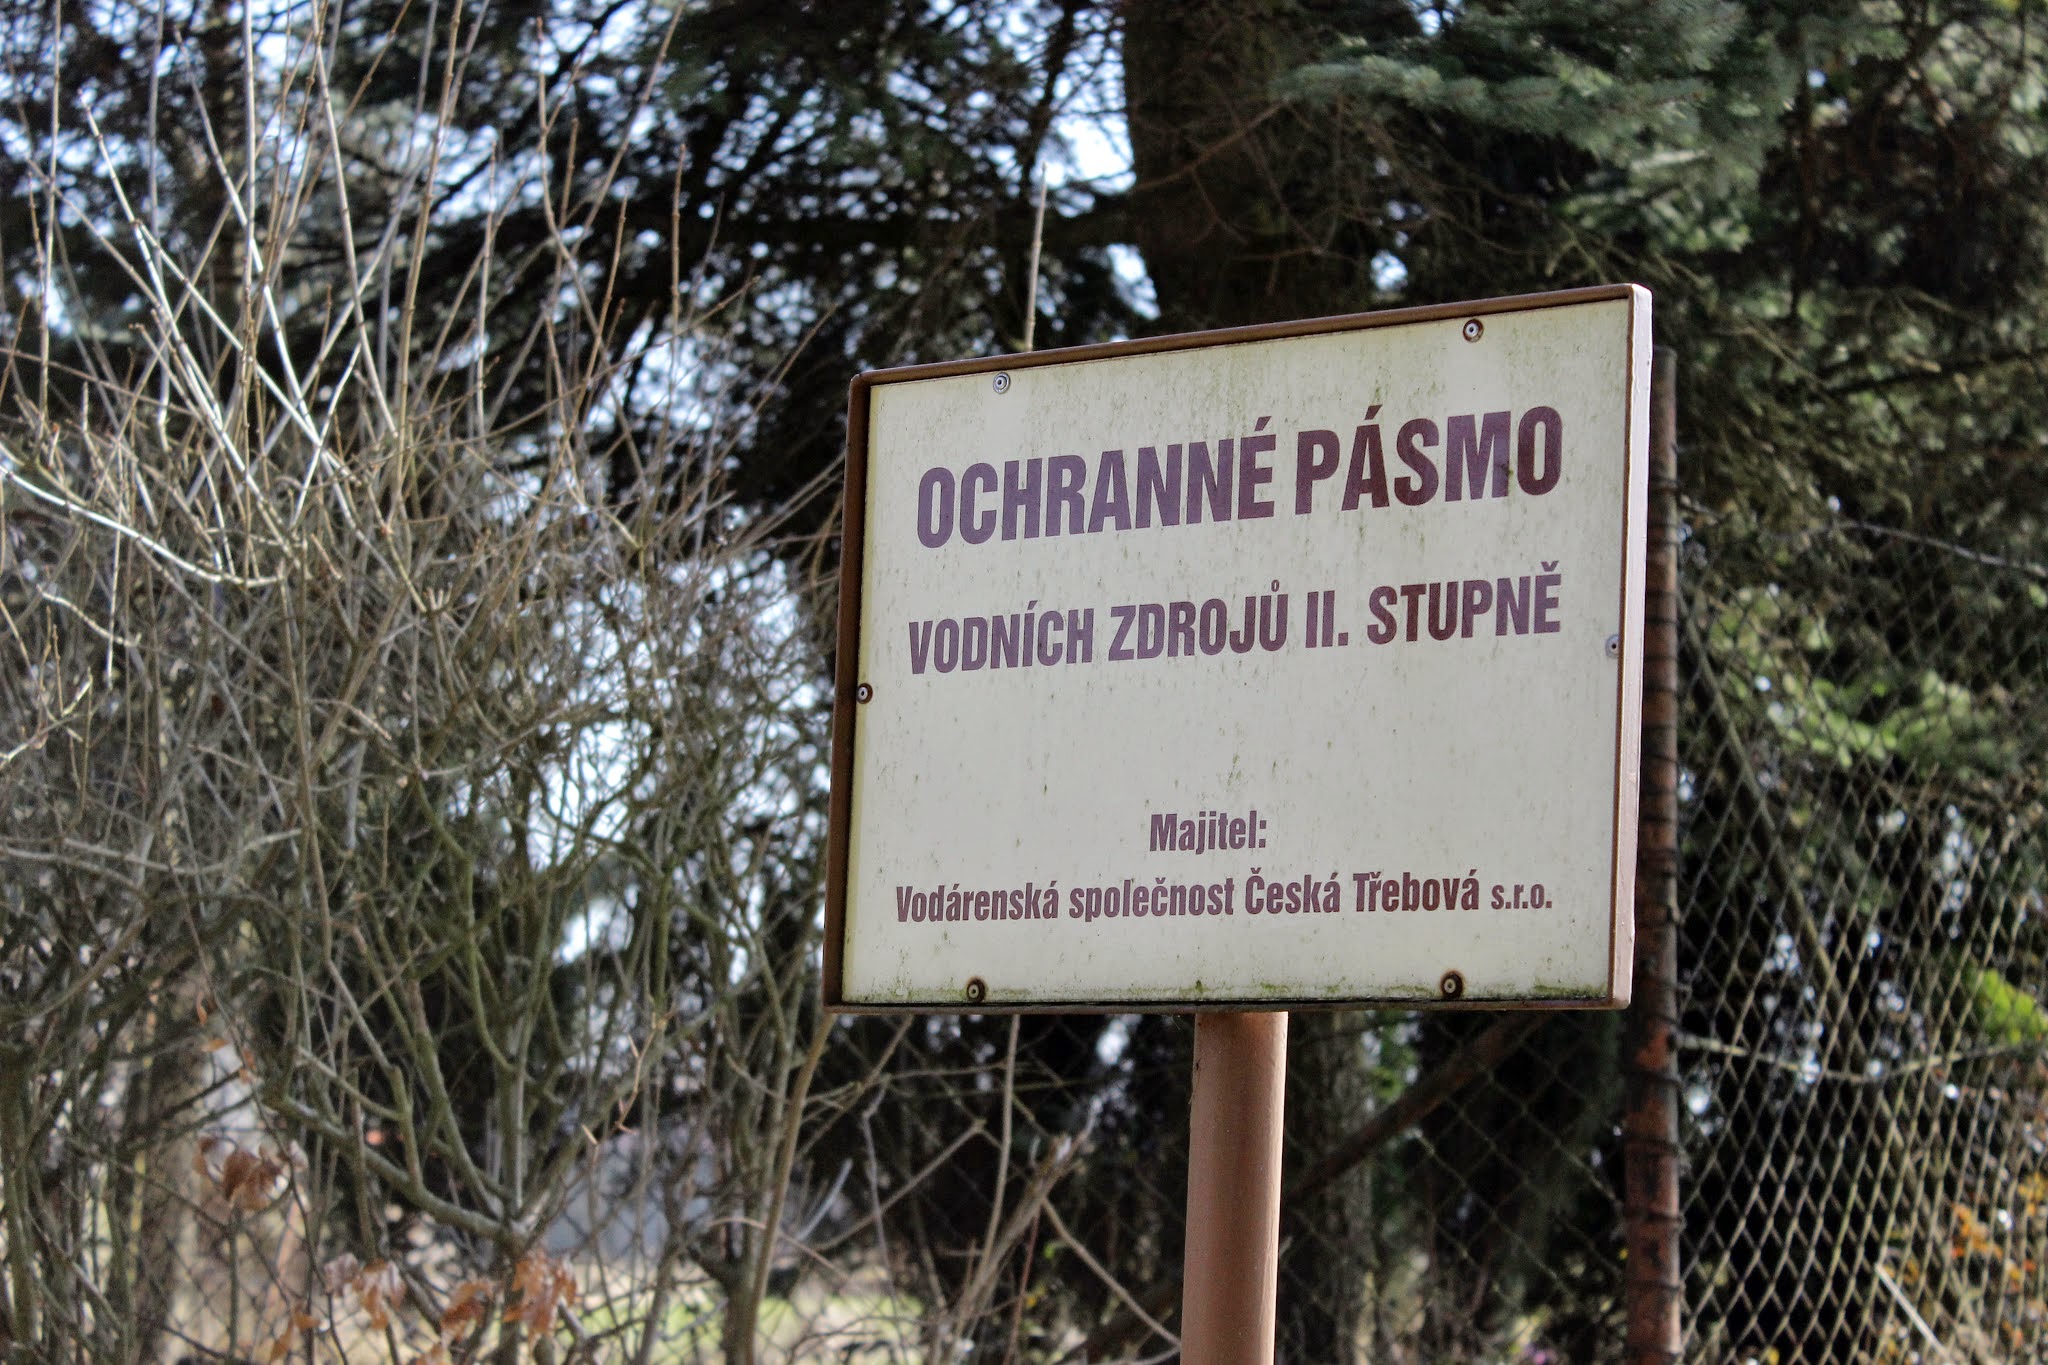 OCHRANNÉ PÁSMO
VODNÍCH ZDROJŮ II. STUPNĚ
Majitel:
Vodárenská společnost Česká Třebová s.r.o.